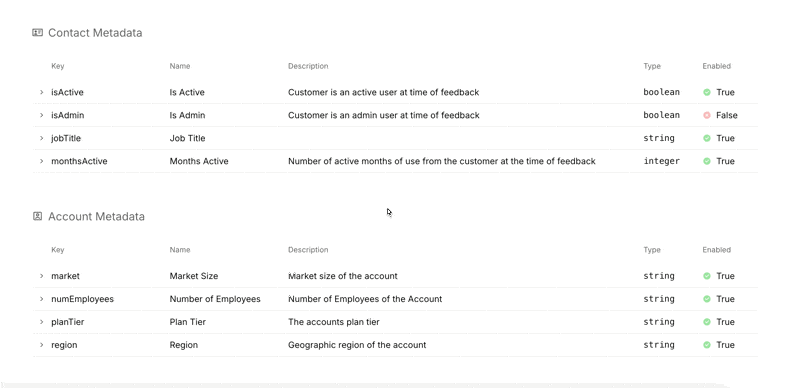 Contact Metadata
Key Name Description Type Enabled
isActive Is Active Customer is an active user at time of feedback boolean True
isAdmin Is Admin Customer is an admin user at time of feedback boolean False
jobTitle Job Title string True
monthsActive Months Active Number of active months of use from the customer at the time of feedback integer True
Account Metadata
Key Name Description Type Enabled
market Market Size Market size of the account string True
numEmployees Number of Employees Number of Employees of the Account string True
planTier Plan Tier The accounts plan tier string True
region Region Geographic region of the account string True